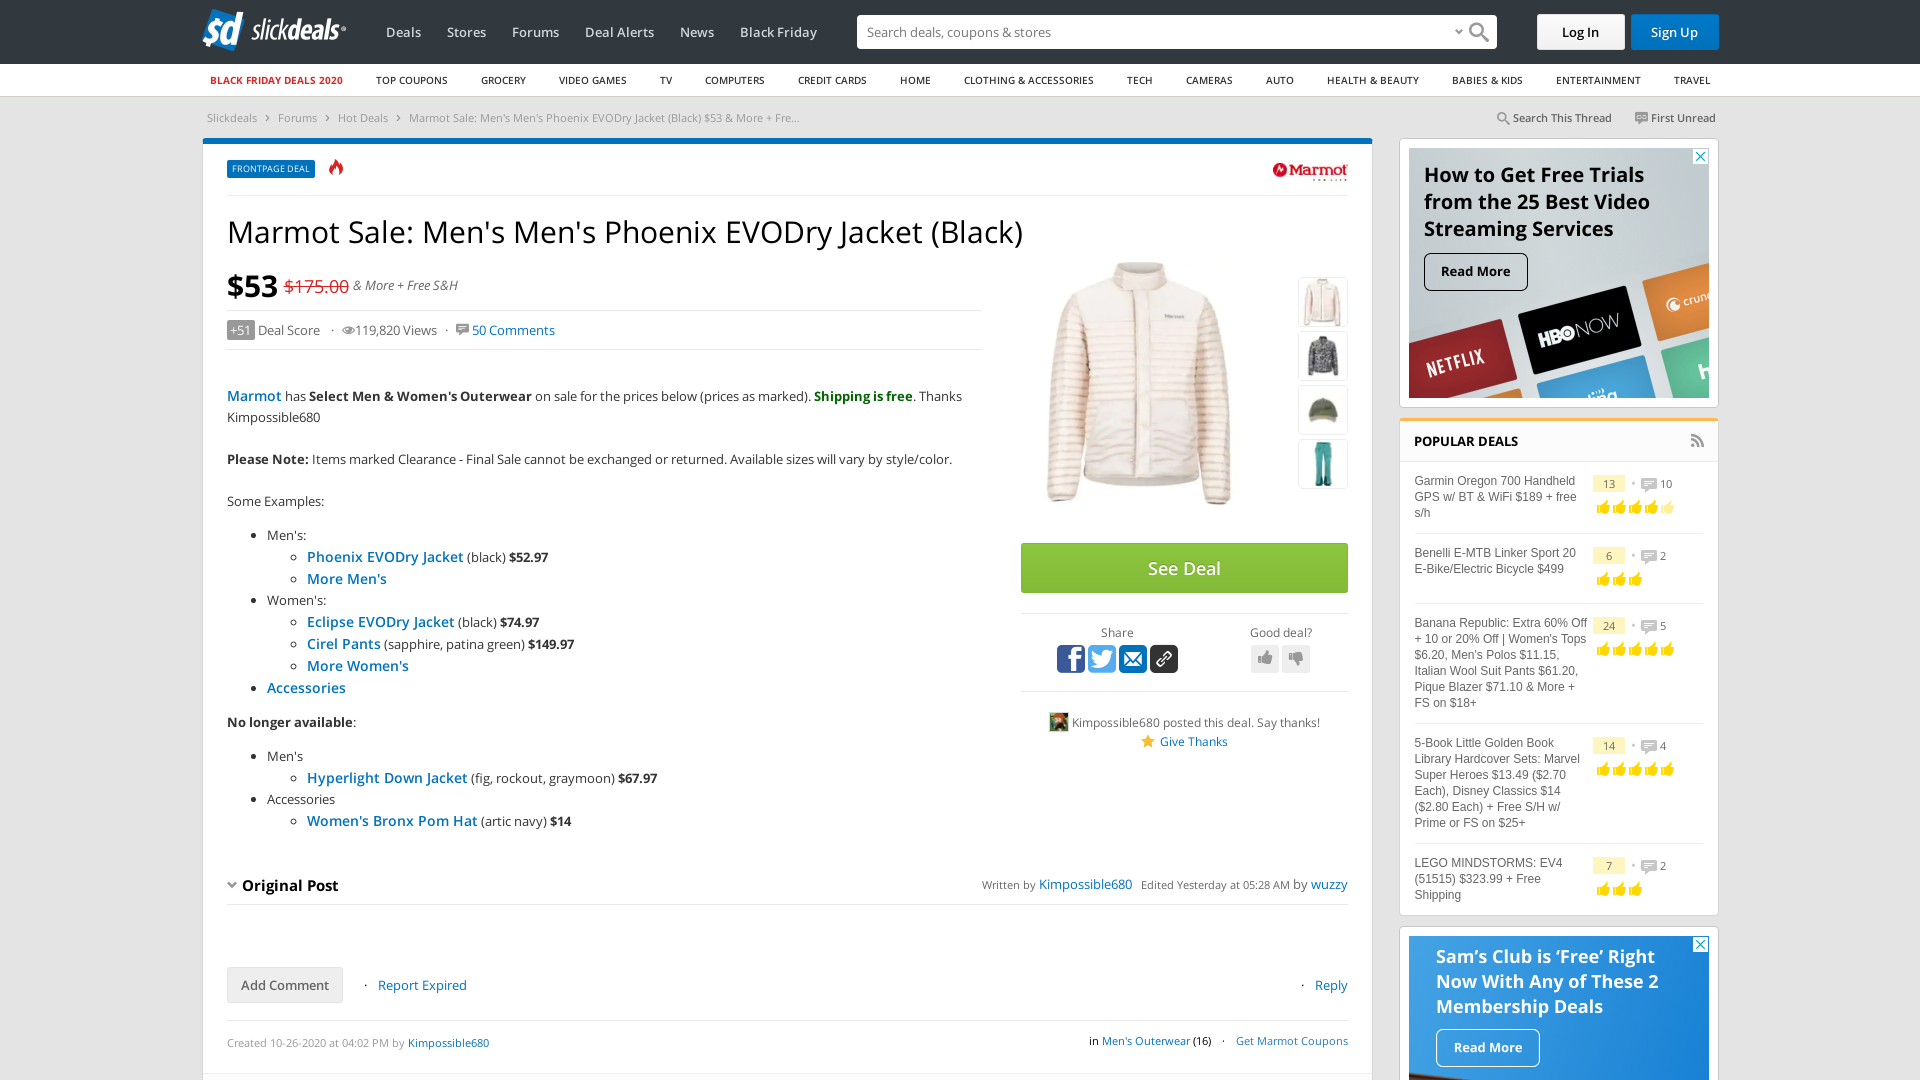 slickdeals
Deals
Stores
Forums
Deal Alerts
News
Black Friday
Search deals, coupons & shopping
Log In
Sign Up
BLACK FRIDAY DEALS 2020
TOP COUPONS
GROCERY
VIDEO GAMES
TV
COMPUTERS
CREDIT CARDS
HOME
CLOTHING & ACCESSORIES
TECH
CAMERAS
AUTO
HEALTH & BEAUTY
BABIES & KIDS
ENTERTAINMENT
TRAVEL
Slickdeals › Forums › Hot Deals › Marmot Sale: Men's Men's Phoenix EVODry Jacket (Black) $53 & More + Fre...
Search This Thread
First Unread
FRONTPAGE DEAL
Marmot
Marmot Sale: Men's Men's Phoenix EVODry Jacket (Black)
$53 $175.00 & More + Free S&H
+51 Deal Score · 119,820 Views · 50 Comments
Marmot has Select Men & Women's Outerwear on sale for the prices below (prices as marked). Shipping is free. Thanks
Kimpossible680
Please Note: Items marked Clearance - Final Sale cannot be exchanged or returned. Available sizes will vary by style/color.
Some Examples:
Men's:
Phoenix EVODry Jacket (black) $52.97
More Men's
Women's:
Eclipse EVODry Jacket (black) $74.97
Cirel Pants (sapphire, patina green) $149.97
More Women's
Accessories
No longer available:
Men's
Hyperlight Down Jacket (fig, rockout, graymoon) $67.97
Accessories
Women's Bronx Pom Hat (artic navy) $14
See Deal
Share
Good deal?
Kimpossible680 posted this deal. Say thanks!
Give Thanks
Original Post
Written by Kimpossible680 Edited Yesterday at 05:28 AM by wuzzy
Add Comment
· Report Expired
· Reply
Created 10-26-2020 at 04:02 PM by Kimpossible680
in Men's Outerwear (16) · Get Marmot Coupons
How to Get Free Trials
from the 25 Best Video
Streaming Services
Read More
NETFLIX
HBO NOW
crunc
POPULAR DEALS
Garmin Oregon 700 Handheld
GPS w/ BT & WiFi $189 + free
s/h
13 · 10
Benelli E-MTB Linker Sport 20
E-Bike/Electric Bicycle $499
6 · 2
Banana Republic: Extra 60% Off
+ 10 or 20% Off | Women's Tops
$6.20, Men's Polos $11.15,
Italian Wool Suit Pants $61.20,
Pique Blazer $71.10 & More +
FS on $18+
24 · 5
5-Book Little Golden Book
Library Hardcover Sets: Marvel
Super Heroes $13.49 ($2.70
Each), Disney Classics $14
($2.80 Each) + Free S/H w/
Prime or FS on $25+
14 · 4
LEGO MINDSTORMS: EV4
(51515) $323.99 + Free
Shipping
7 · 2
Sam's Club is 'Free' Right
Now With Any of These 2
Membership Deals
Read More